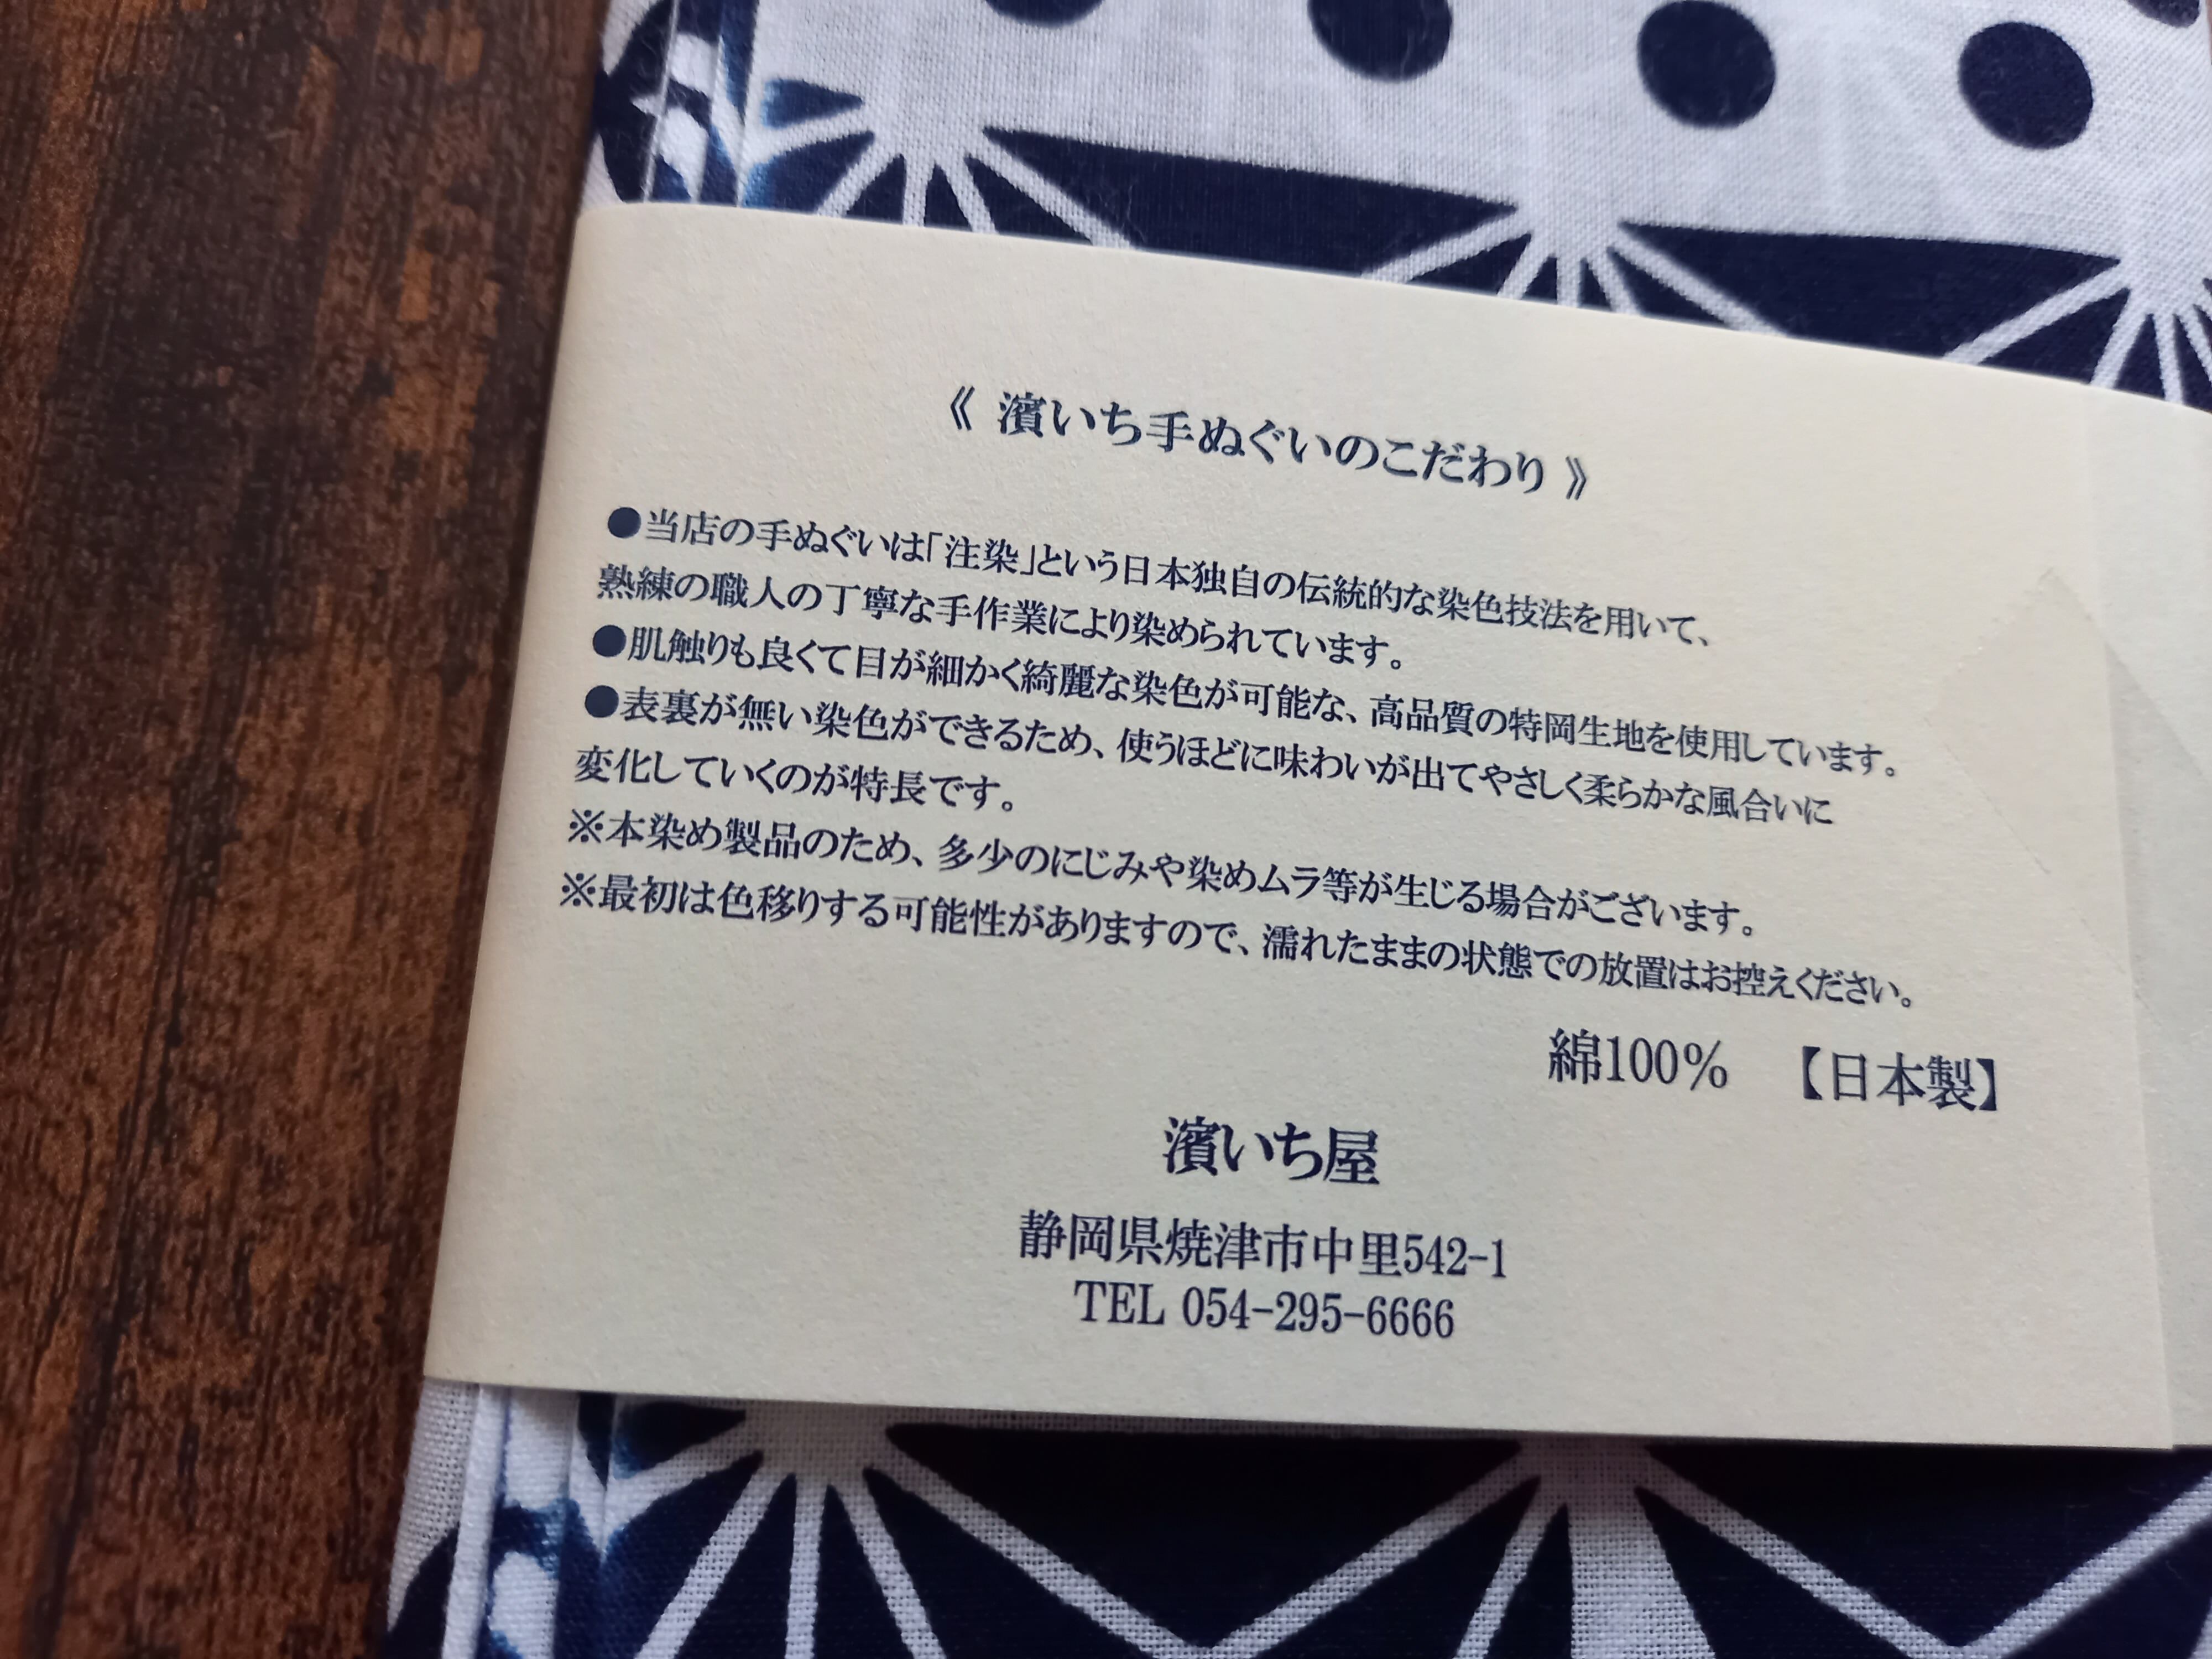 《 濱いち手ぬぐいのこだわり 》
●当店の手ぬぐいは「注染」という日本独自の伝統的な染色技法を用いて、
熟練の職人の丁寧な手作業により染められています。
●肌触りも良くて目が細かく綺麗な染色が可能な、高品質の特岡生地を使用しています。
●表裏が無い染色ができるため、使うほどに味わいが出てやさしく柔らかな風合いに
変化していくのが特長です。
※本染め製品のため、多少のにじみや染めムラ等が生じる場合がございます。
※最初は色移りする可能性がありますので、濡れたままの状態での放置はお控えください。
綿100% 【日本製】
濱いち屋
静岡県焼津市中里542-1
TEL 054-295-6666